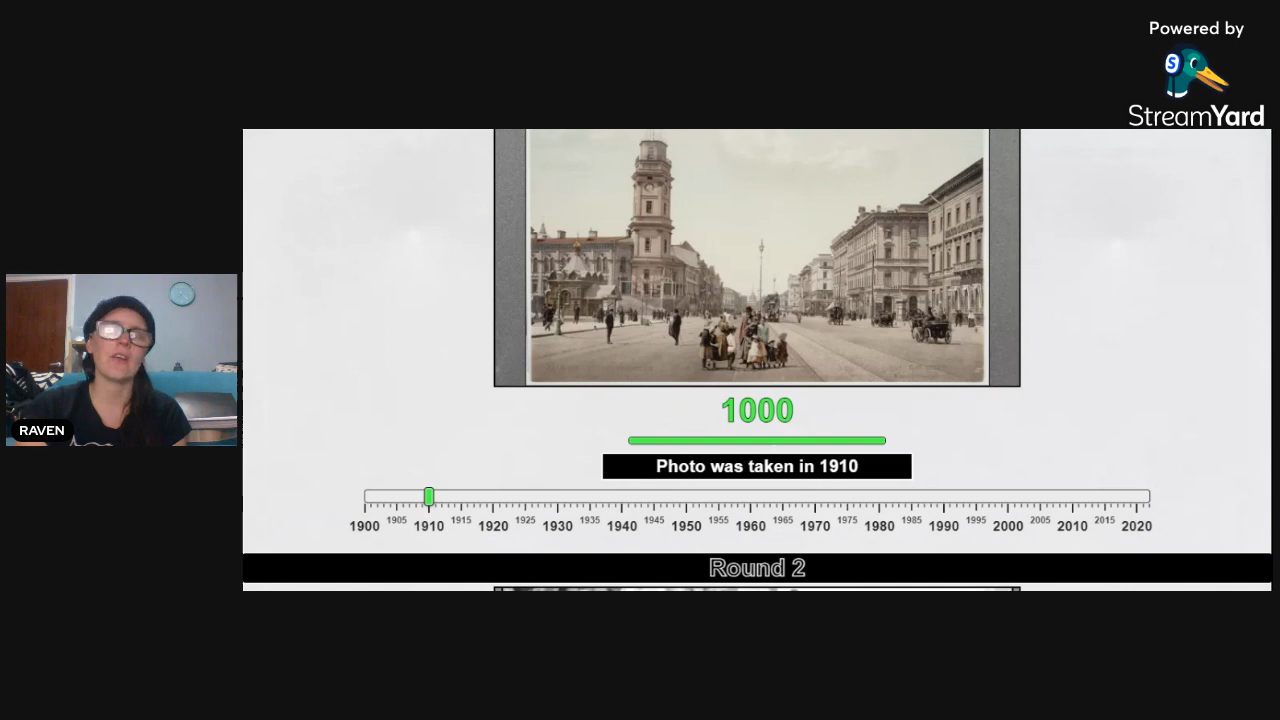 Powered by
S
StreamYard
1000
Photo was taken in 1910
1900 1905 1910 1915 1920 1925 1930 1935 1940 1945 1950 1955 1960 1965 1970 1975 1980 1985 1990 1995 2000 2005 2010 2015 2020
Round 2
RAVEN